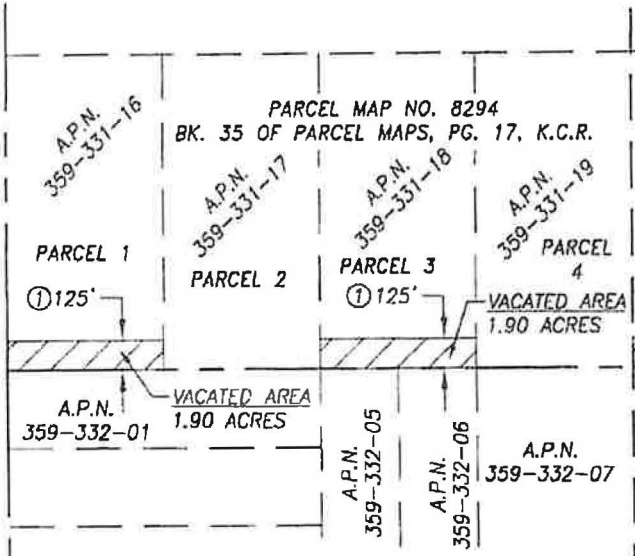 PARCEL MAP NO. 8294
BK. 35 OF PARCEL MAPS, PG. 17, K.C.R.
A.P.N.
359-331-16
A.P.N.
359-331-17
A.P.N.
359-331-18
A.P.N.
359-331-19
PARCEL 1
PARCEL 2
PARCEL 3
PARCEL
4
1 125'
1 125'
VACATED AREA
1.90 ACRES
VACATED AREA
1.90 ACRES
A.P.N.
359-332-01
A.P.N.
359-332-05
A.P.N.
359-332-06
A.P.N.
359-332-07